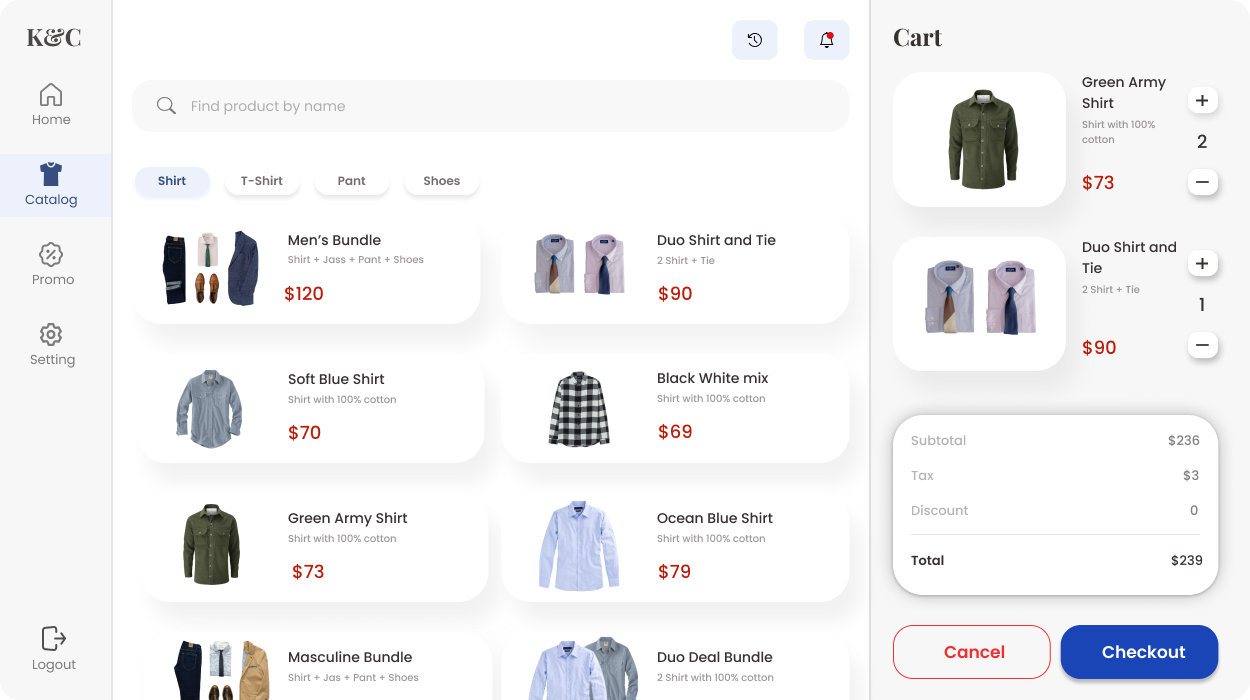 K&C
Home
Catalog
Promo
Setting
Logout
Find product by name
Shirt
T-Shirt
Pant
Shoes
Men’s Bundle
Shirt + Jass + Pant + Shoes
$120
Duo Shirt and Tie
2 Shirt + Tie
$90
Soft Blue Shirt
Shirt with 100% cotton
$70
Black White mix
Shirt with 100% cotton
$69
Green Army Shirt
Shirt with 100% cotton
$73
Ocean Blue Shirt
Shirt with 100% cotton
$79
Masculine Bundle
Shirt + Jas + Pant + Shoes
Duo Deal Bundle
2 Shirt with 100% cotton
Cart
Green Army
Shirt
Shirt with 100%
cotton
$73
+
2
−
Duo Shirt and
Tie
2 Shirt + Tie
$90
+
1
−
Subtotal $236
Tax $3
Discount 0
Total $239
Cancel
Checkout